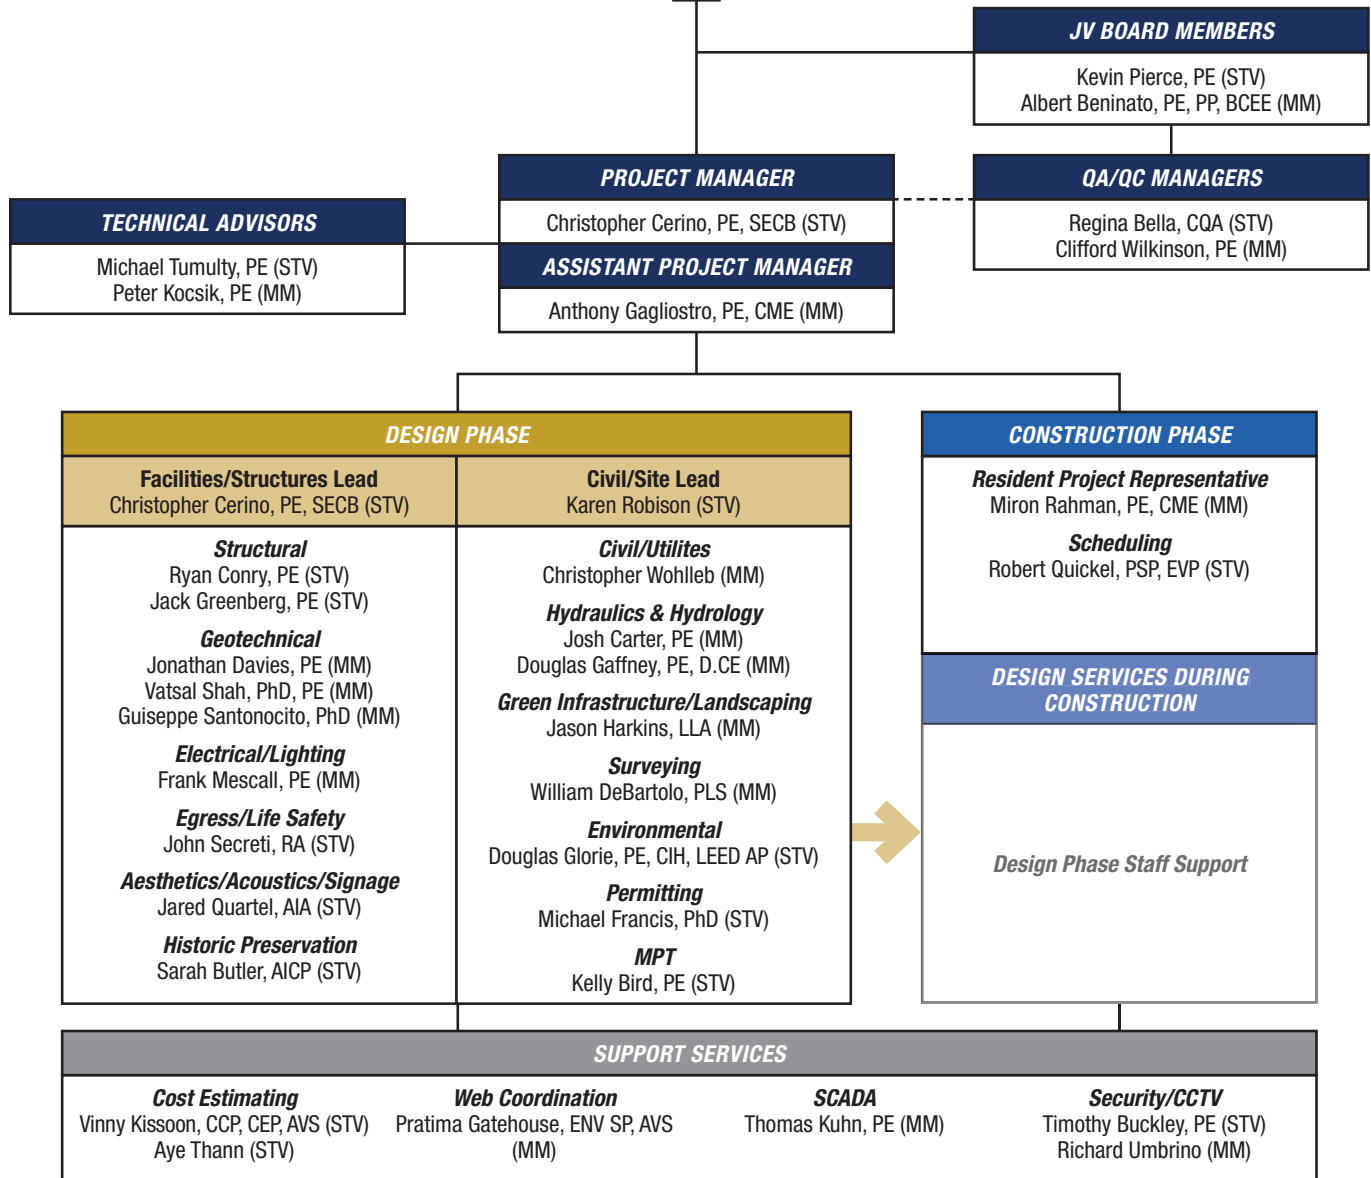 JV BOARD MEMBERS
Kevin Pierce, PE (STV)
Albert Beninato, PE, PP, BCEE (MM)
PROJECT MANAGER
Christopher Cerino, PE, SECB (STV)
QA/QC MANAGERS
Regina Bella, CQA (STV)
Clifford Wilkinson, PE (MM)
TECHNICAL ADVISORS
Michael Tumulty, PE (STV)
Peter Kocsik, PE (MM)
ASSISTANT PROJECT MANAGER
Anthony Gagliostro, PE, CME (MM)
DESIGN PHASE
Facilities/Structures Lead
Christopher Cerino, PE, SECB (STV)
Structural
Ryan Conry, PE (STV)
Jack Greenberg, PE (STV)
Geotechnical
Jonathan Davies, PE (MM)
Vatsal Shah, PhD, PE (MM)
Guiseppe Santonocito, PhD (MM)
Electrical/Lighting
Frank Mescall, PE (MM)
Egress/Life Safety
John Secreti, RA (STV)
Aesthetics/Acoustics/Signage
Jared Quartel, AIA (STV)
Historic Preservation
Sarah Butler, AICP (STV)
Civil/Site Lead
Karen Robison (STV)
Civil/Utilites
Christopher Wohlleb (MM)
Hydraulics & Hydrology
Josh Carter, PE (MM)
Douglas Gaffney, PE, D.CE (MM)
Green Infrastructure/Landscaping
Jason Harkins, LLA (MM)
Surveying
William DeBartolo, PLS (MM)
Environmental
Douglas Glorie, PE, CIH, LEED AP (STV)
Permitting
Michael Francis, PhD (STV)
MPT
Kelly Bird, PE (STV)
CONSTRUCTION PHASE
Resident Project Representative
Miron Rahman, PE, CME (MM)
Scheduling
Robert Quickel, PSP, EVP (STV)
DESIGN SERVICES DURING
CONSTRUCTION
Design Phase Staff Support
SUPPORT SERVICES
Cost Estimating
Vinny Kissoon, CCP, CEP, AVS (STV)
Aye Thann (STV)
Web Coordination
Pratima Gatehouse, ENV SP, AVS
(MM)
SCADA
Thomas Kuhn, PE (MM)
Security/CCTV
Timothy Buckley, PE (STV)
Richard Umbrino (MM)